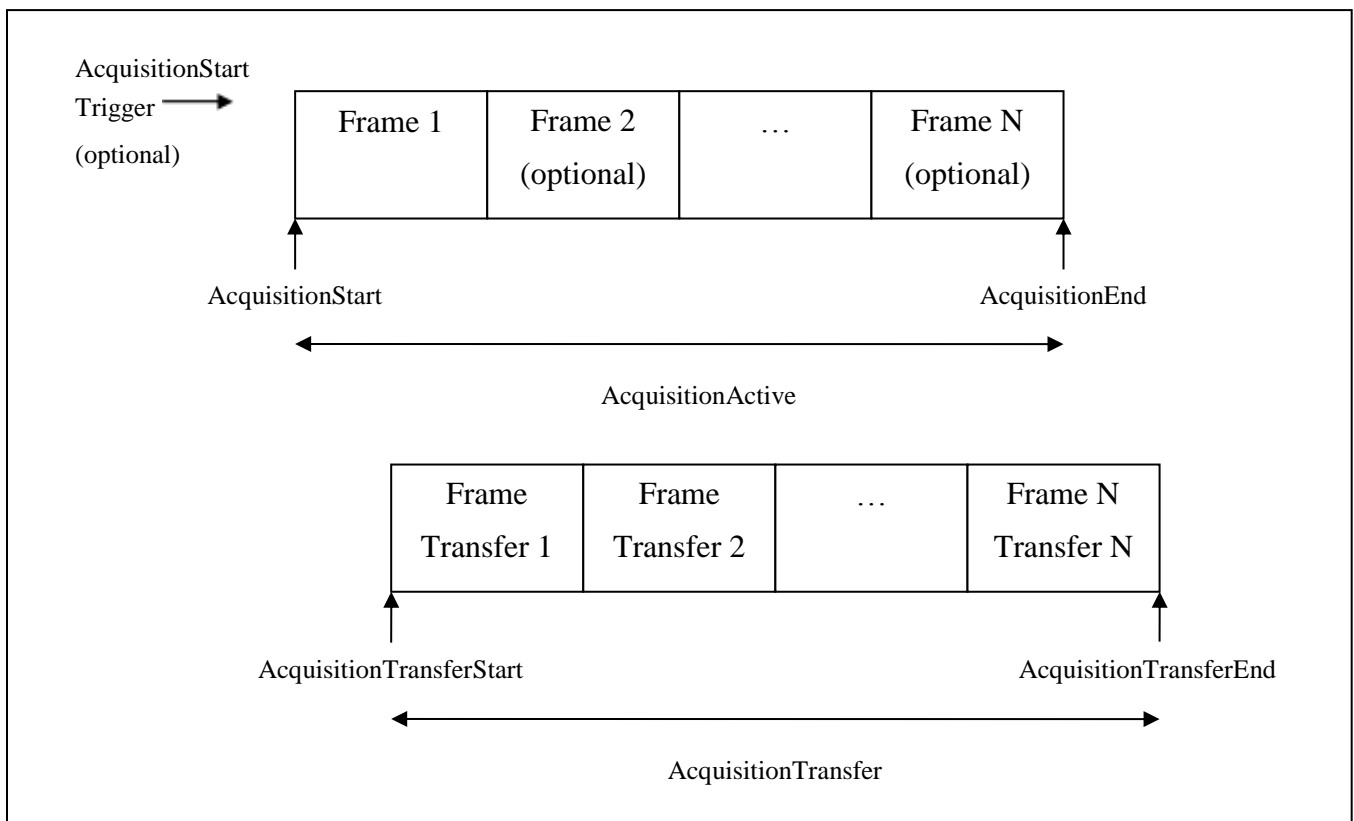 AcquisitionStart
Trigger
(optional)
Frame 1
Frame 2
(optional)
…
Frame N
(optional)
AcquisitionStart
AcquisitionEnd
AcquisitionActive
Frame
Transfer 1
Frame
Transfer 2
…
Frame N
Transfer N
AcquisitionTransferStart
AcquisitionTransferEnd
AcquisitionTransfer